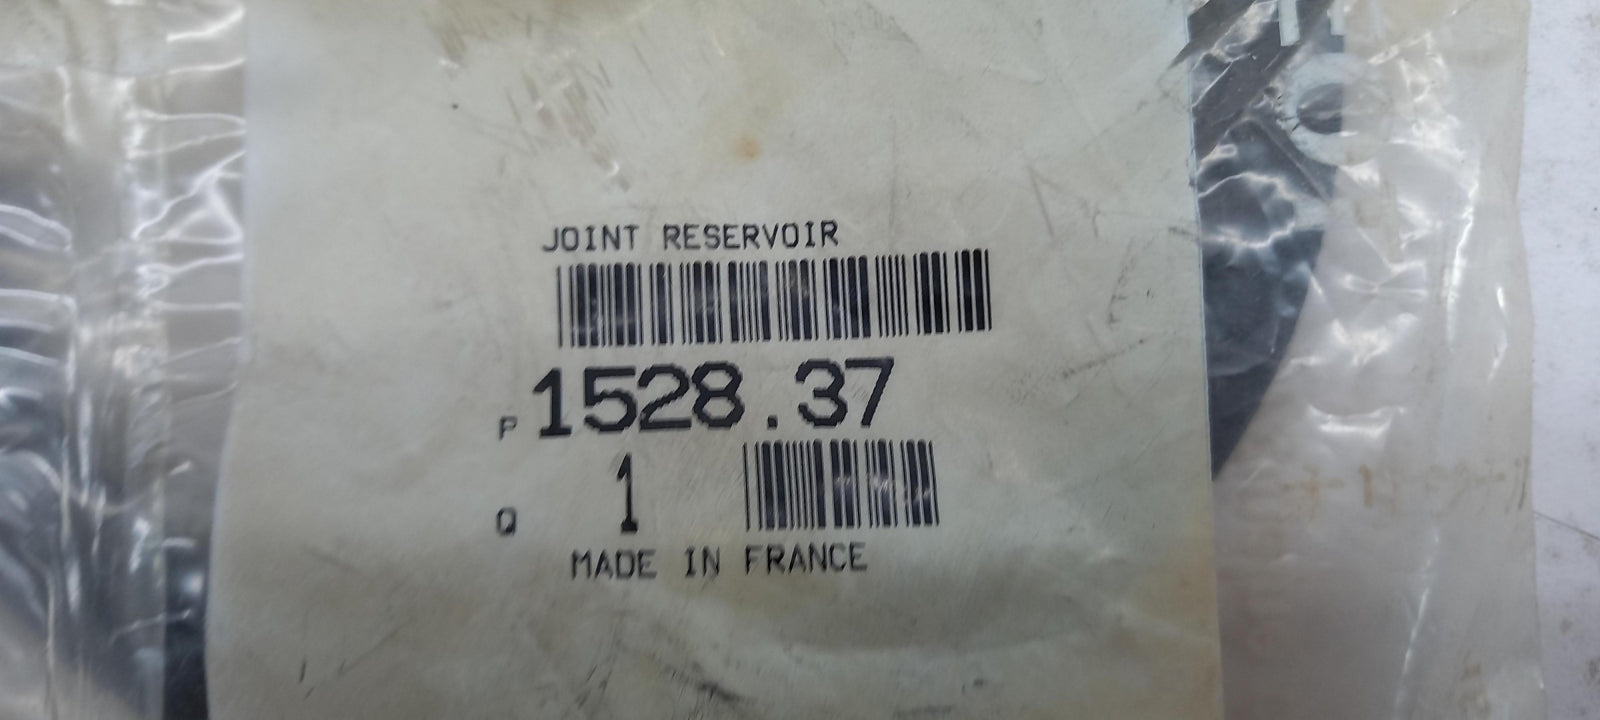 JOINT RESERVOIR
P 1528.37
Q 1
MADE IN FRANCE